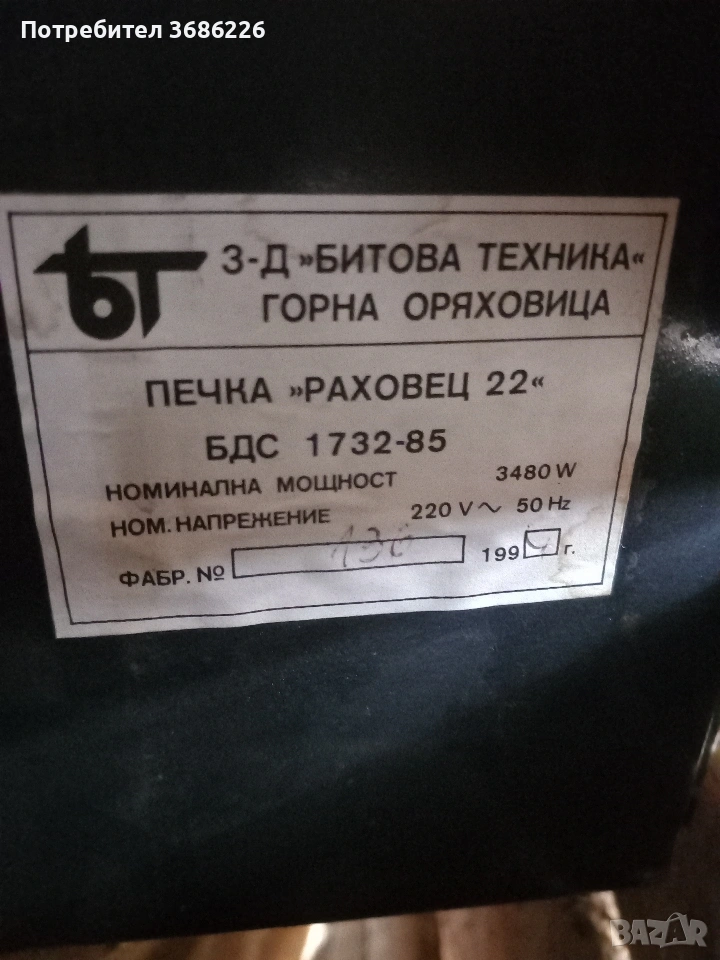 Потребител 3686226
бТ
З-Д »БИТОВА ТЕХНИКА«
ГОРНА ОРЯХОВИЦА
ПЕЧКА »РАХОВЕЦ 22«
БДС 1732-85
НОМИНАЛНА МОЩНОСТ 3480 W
НОМ. НАПРЕЖЕНИЕ 220 V ~ 50 Hz
ФАБР. № 199 г.
BAZAR